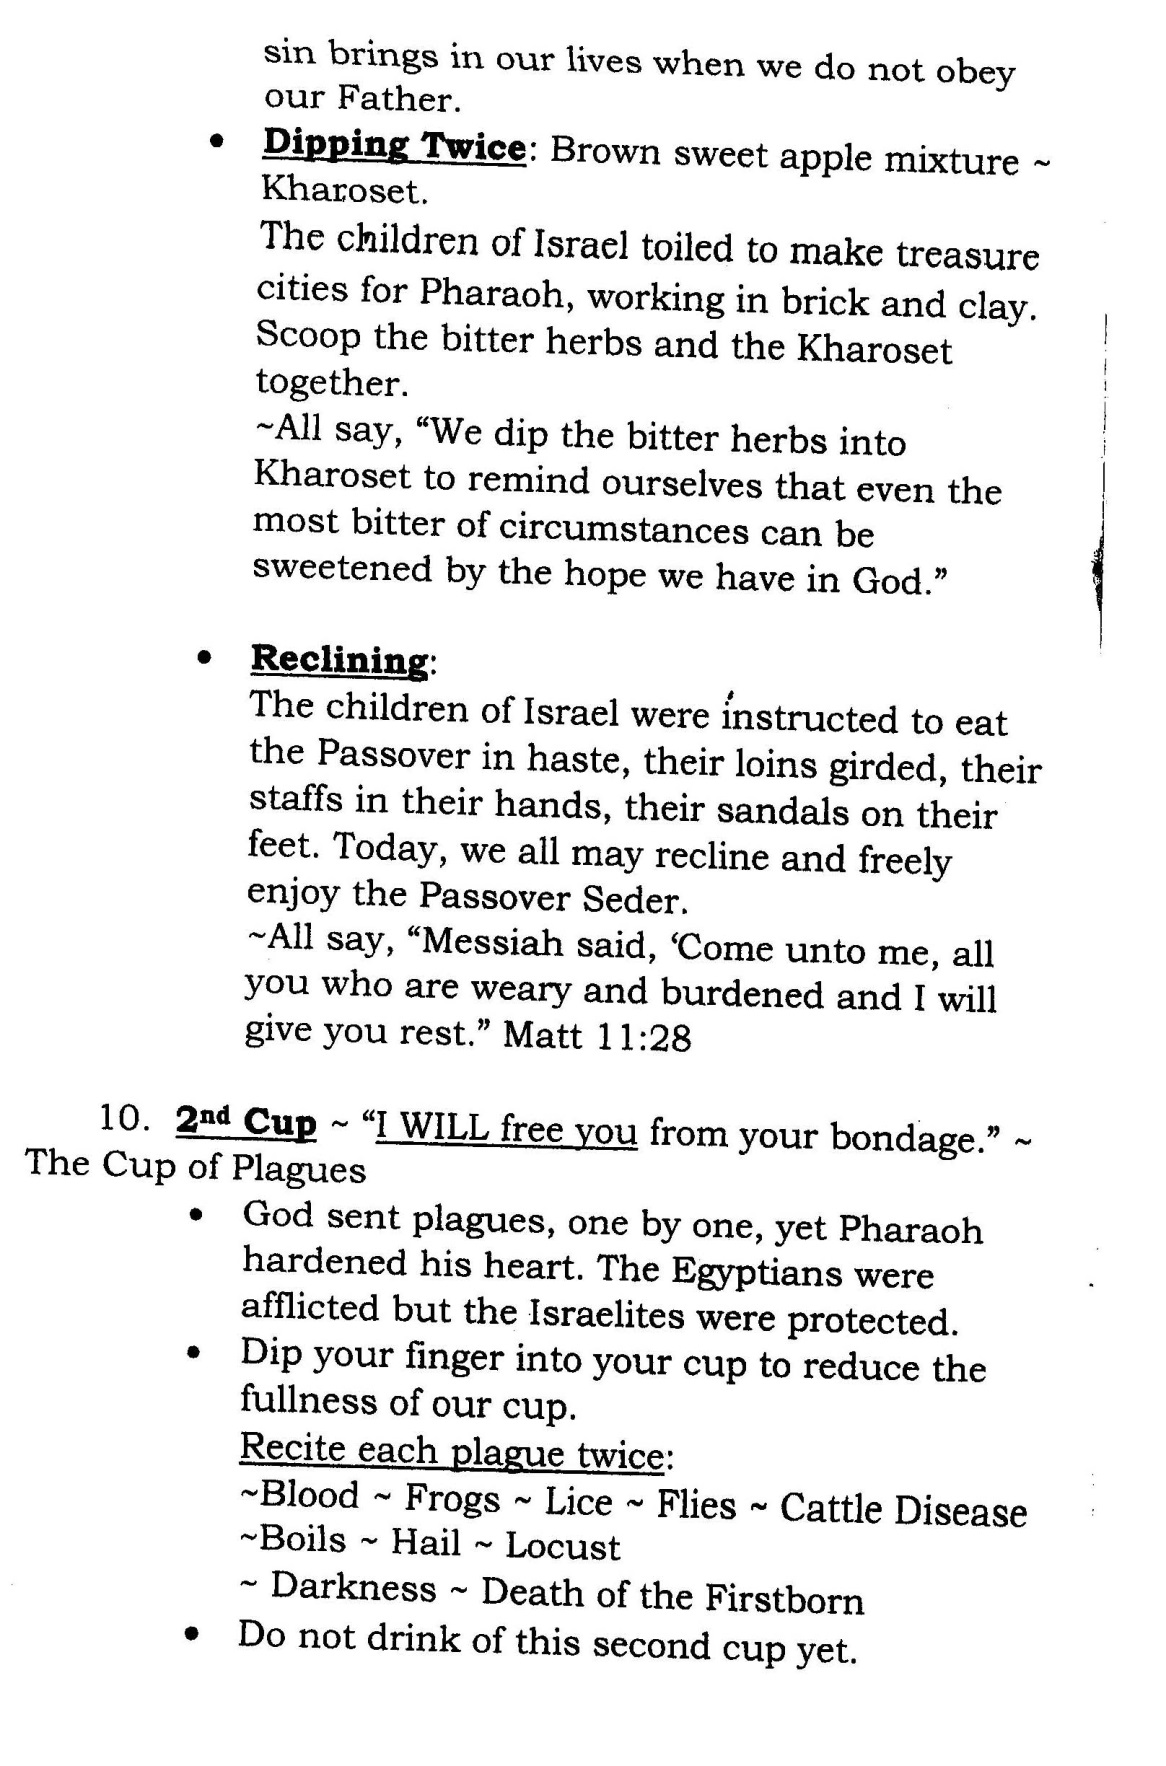 sin brings in our lives when we do not obey
our Father.
• Dipping Twice: Brown sweet apple mixture ~
Kharoset.
The children of Israel toiled to make treasure
cities for Pharaoh, working in brick and clay.
Scoop the bitter herbs and the Kharoset
together.
~All say, “We dip the bitter herbs into
Kharoset to remind ourselves that even the
most bitter of circumstances can be
sweetened by the hope we have in God.”
• Reclining:
The children of Israel were instructed to eat
the Passover in haste, their loins girded, their
staffs in their hands, their sandals on their
feet. Today, we all may recline and freely
enjoy the Passover Seder.
~All say, “Messiah said, ‘Come unto me, all
you who are weary and burdened and I will
give you rest.” Matt 11:28
10. 2nd Cup ~ “I WILL free you from your bondage.” ~
The Cup of Plagues
• God sent plagues, one by one, yet Pharaoh
hardened his heart. The Egyptians were
afflicted but the Israelites were protected.
• Dip your finger into your cup to reduce the
fullness of our cup.
Recite each plague twice:
~Blood ~ Frogs ~ Lice ~ Flies ~ Cattle Disease
~Boils ~ Hail ~ Locust
~ Darkness ~ Death of the Firstborn
• Do not drink of this second cup yet.